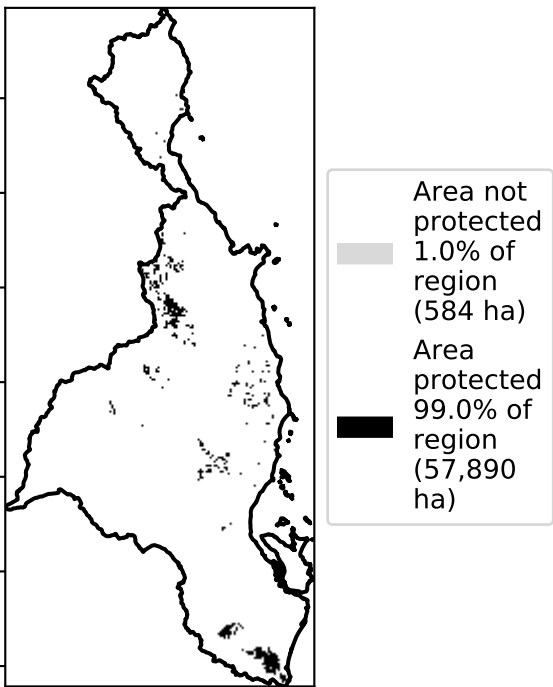 Area not
protected
1.0% of
region
(584 ha)
Area
protected
99.0% of
region
(57,890
ha)